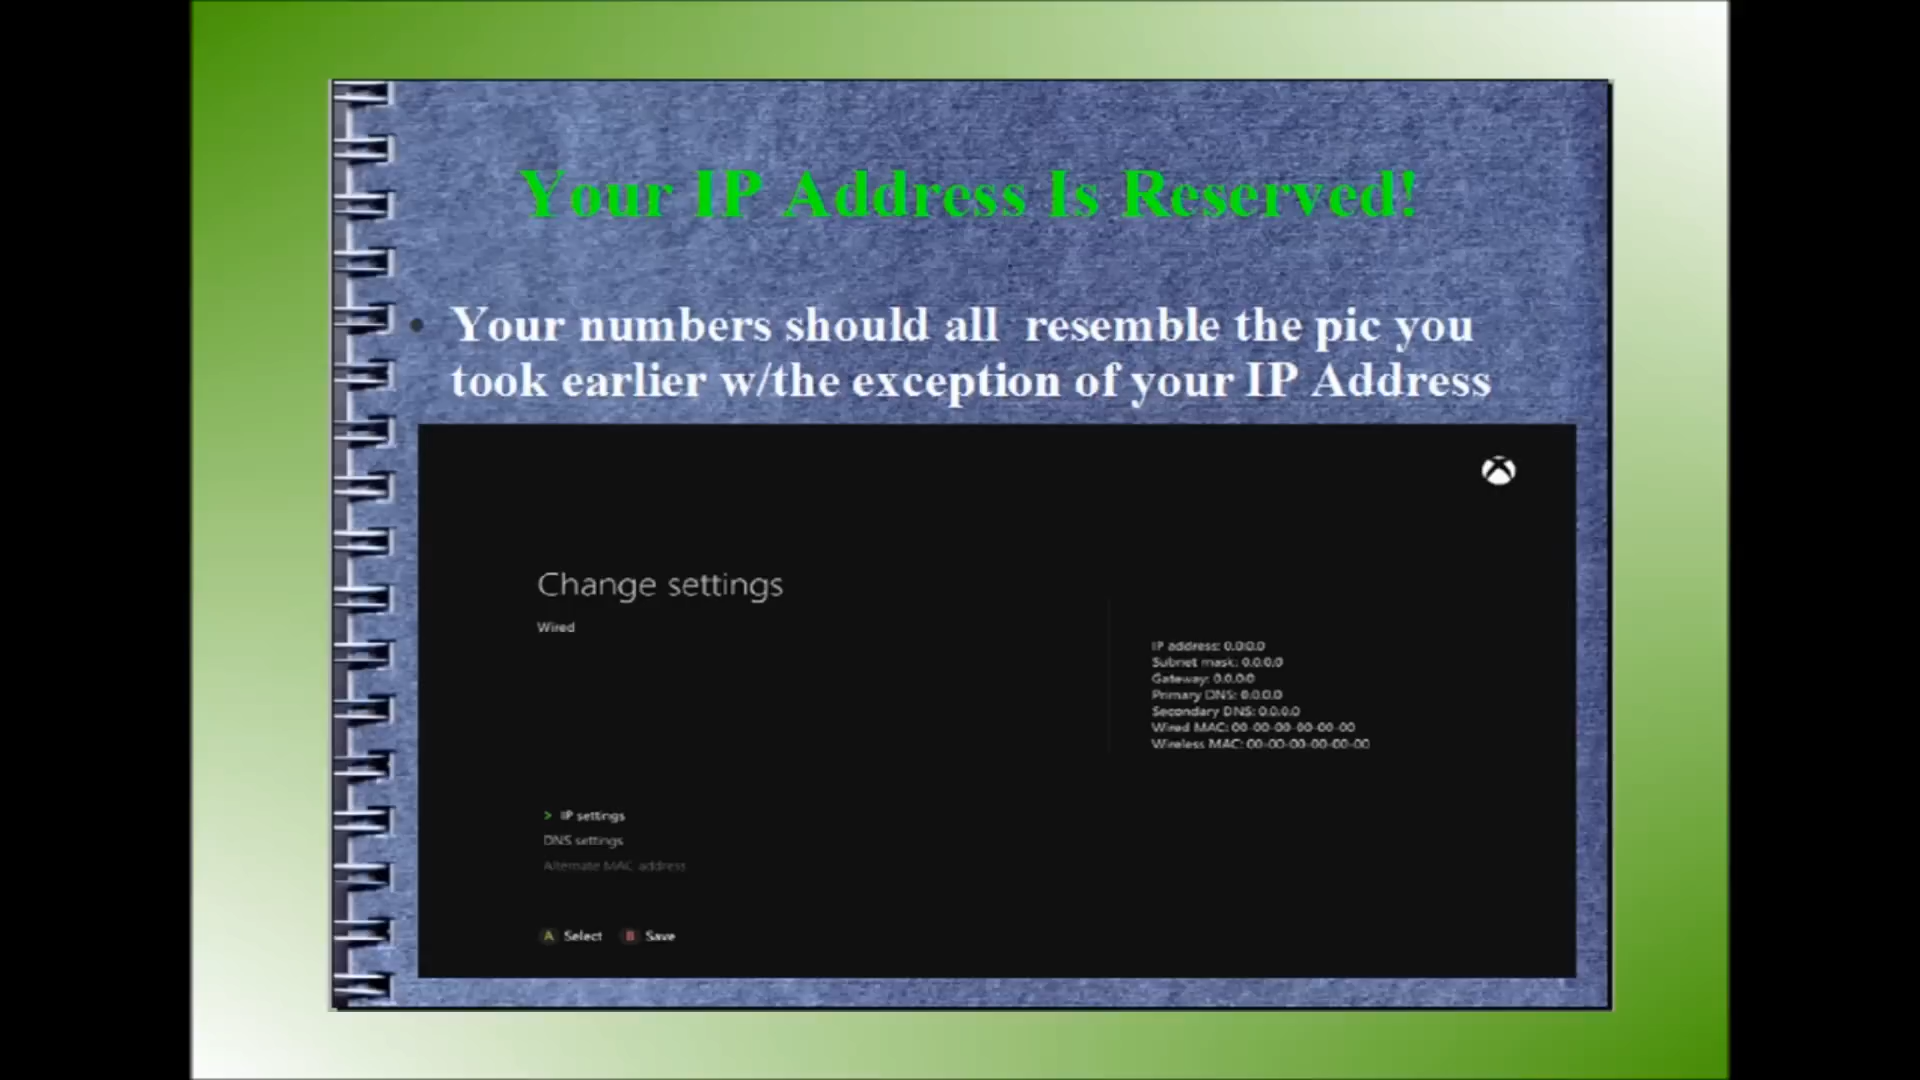 Your IP Address Is Reserved!
• Your numbers should all resemble the pic you
took earlier w/the exception of your IP Address
Change settings
Wired
IP address: 0.0.0.0
Subnet mask: 0.0.0.0
Gateway: 0.0.0.0
Primary DNS: 0.0.0.0
Secondary DNS: 0.0.0.0
Wired MAC: 00-00-00-00-00-00
Wireless MAC: 00-00-00-00-00-00
> IP settings
DNS settings
Alternate MAC address
A Select B Save